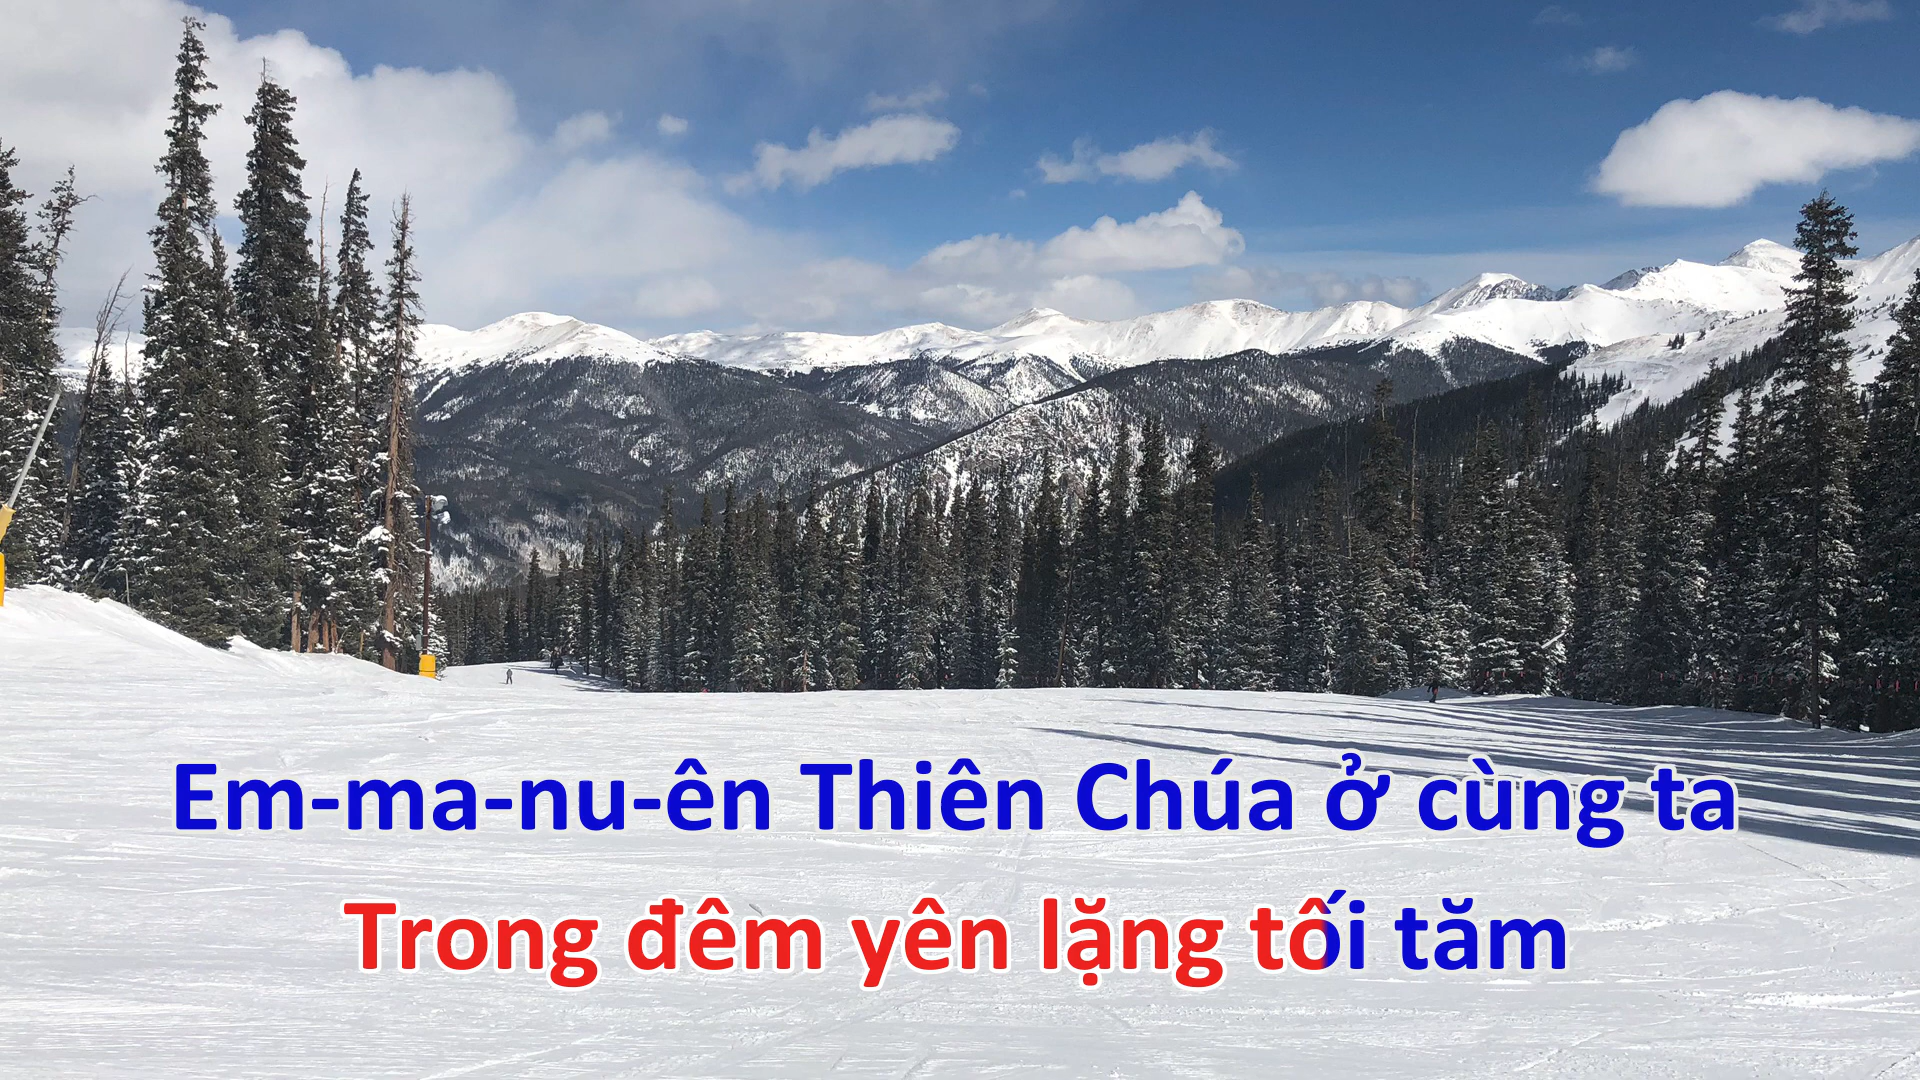 Em-ma-nu-ên Thiên Chúa ở cùng ta
Trong đêm yên lặng tối tăm